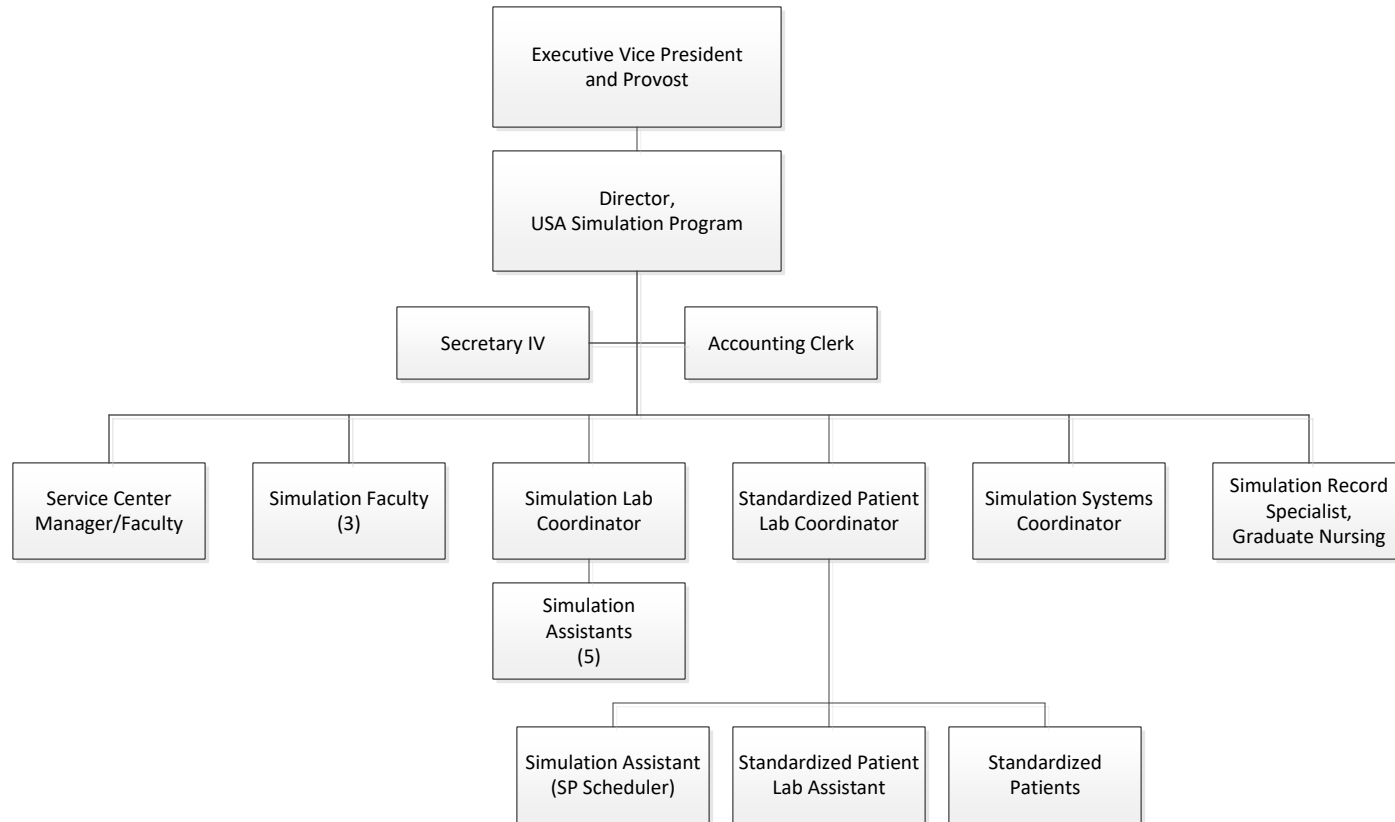 Executive Vice President
and Provost
Director,
USA Simulation Program
Secretary IV
Accounting Clerk
Service Center
Manager/Faculty
Simulation Faculty
(3)
Simulation Lab
Coordinator
Standardized Patient
Lab Coordinator
Simulation Systems
Coordinator
Simulation Record
Specialist,
Graduate Nursing
Simulation
Assistants
(5)
Simulation Assistant
(SP Scheduler)
Standardized Patient
Lab Assistant
Standardized
Patients